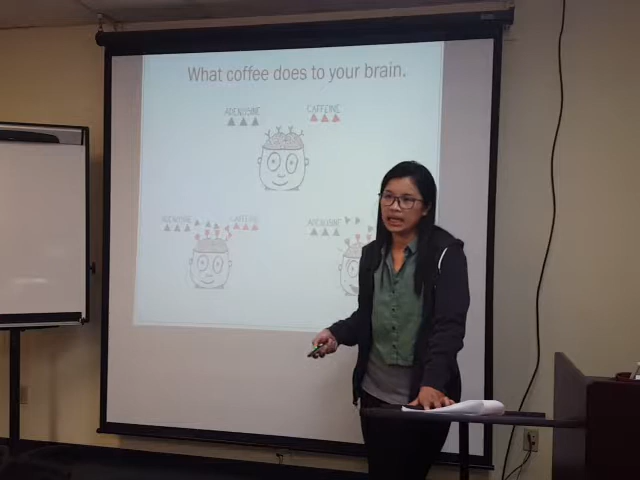 What coffee does to your brain.
ADENOSINE CAFFEINE
ADENOSINE CAFFEINE ADENOSINE